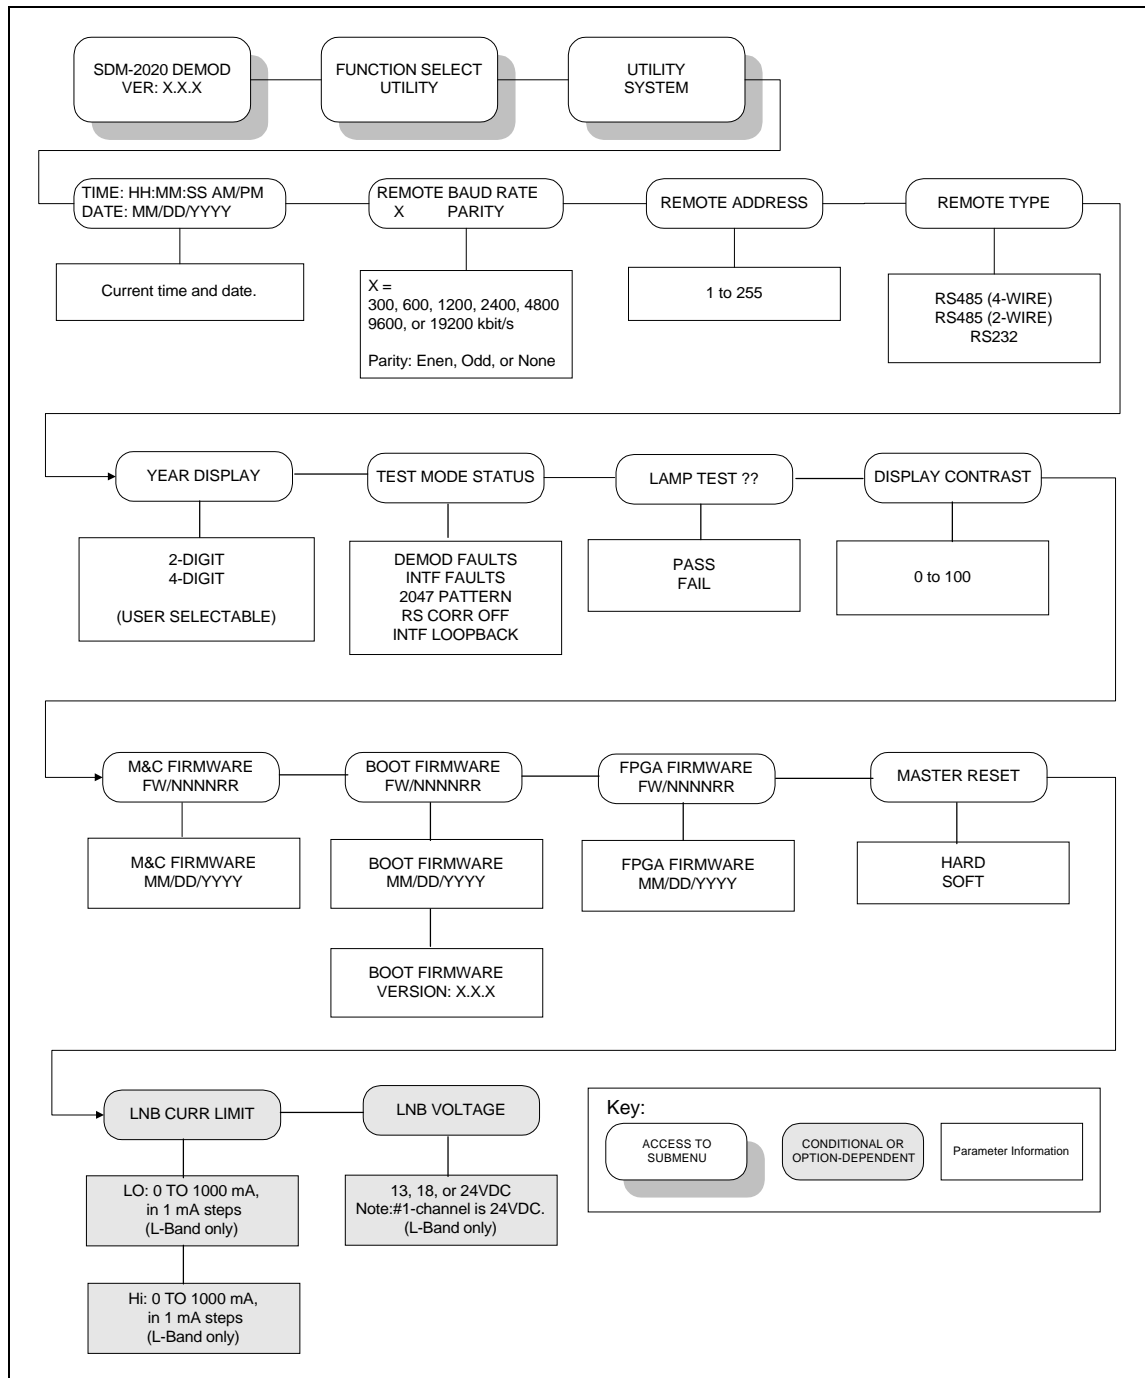 SDM-2020 DEMOD
VER: X.X.X
FUNCTION SELECT
UTILITY
UTILITY
SYSTEM
TIME: HH:MM:SS AM/PM
DATE: MM/DD/YYYY
REMOTE BAUD RATE
X PARITY
REMOTE ADDRESS
REMOTE TYPE
Current time and date.
X =
300, 600, 1200, 2400, 4800
9600, or 19200 kbit/s
Parity: Enen, Odd, or None
1 to 255
RS485 (4-WIRE)
RS485 (2-WIRE)
RS232
YEAR DISPLAY
TEST MODE STATUS
LAMP TEST ??
DISPLAY CONTRAST
2-DIGIT
4-DIGIT
(USER SELECTABLE)
DEMOD FAULTS
INTF FAULTS
2047 PATTERN
RS CORR OFF
INTF LOOPBACK
PASS
FAIL
0 to 100
M&C FIRMWARE
FW/NNNNRR
BOOT FIRMWARE
FW/NNNNRR
FPGA FIRMWARE
FW/NNNNRR
MASTER RESET
M&C FIRMWARE
MM/DD/YYYY
BOOT FIRMWARE
MM/DD/YYYY
FPGA FIRMWARE
MM/DD/YYYY
HARD
SOFT
BOOT FIRMWARE
VERSION: X.X.X
LNB CURR LIMIT
LNB VOLTAGE
LO: 0 TO 1000 mA,
in 1 mA steps
(L-Band only)
13, 18, or 24VDC
Note:#1-channel is 24VDC.
(L-Band only)
Hi: 0 TO 1000 mA,
in 1 mA steps
(L-Band only)
Key:
ACCESS TO
SUBMENU
CONDITIONAL OR
OPTION-DEPENDENT
Parameter Information